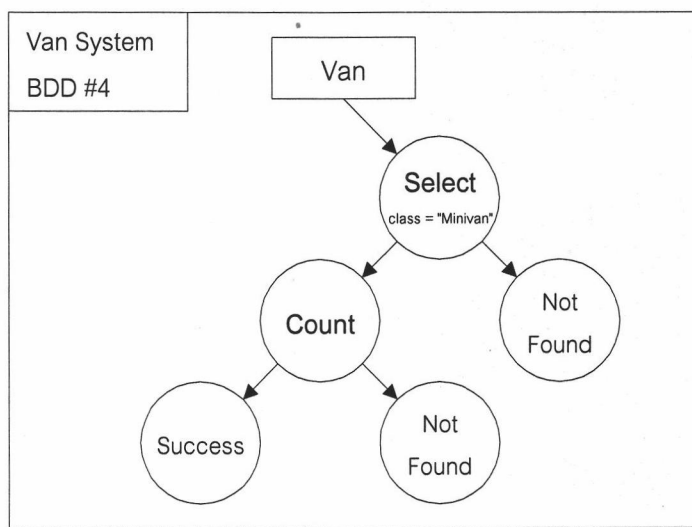 Van System
BDD #4
Van
Select
class = "Minivan"
Count
Not
Found
Success
Not
Found